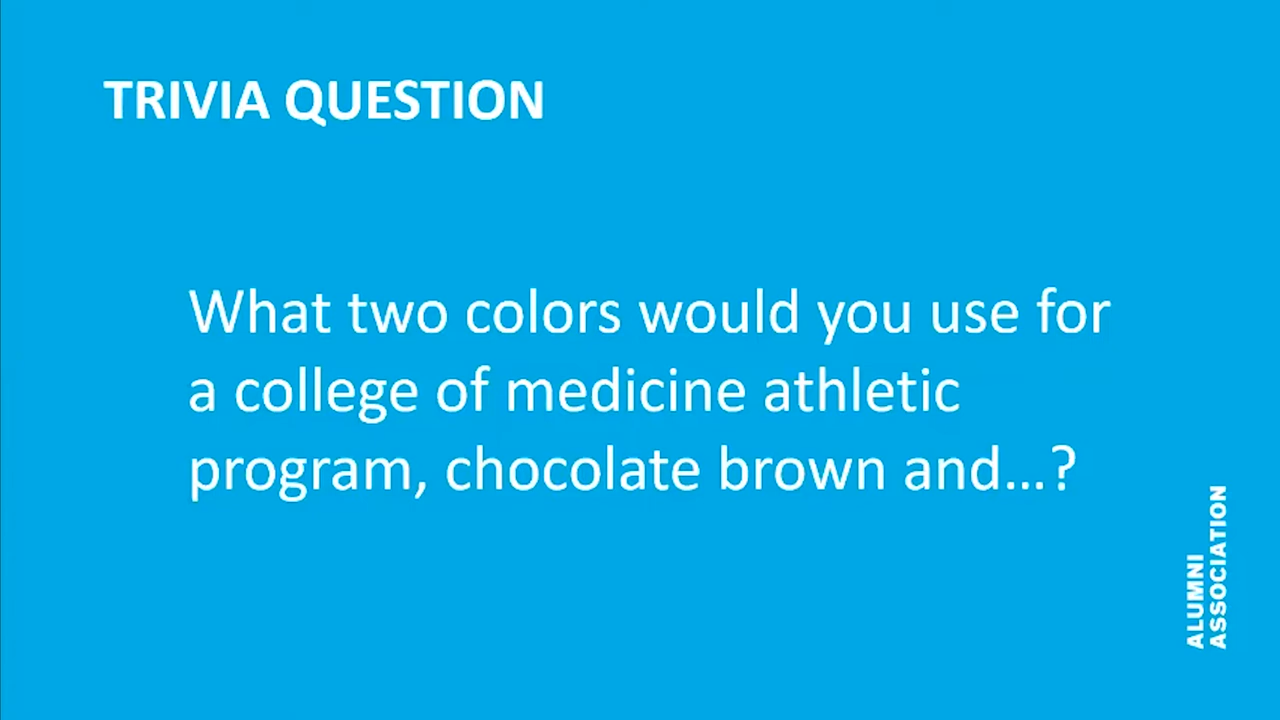 TRIVIA QUESTION
What two colors would you use for
a college of medicine athletic
program, chocolate brown and...?
ALUMNI
ASSOCIATION